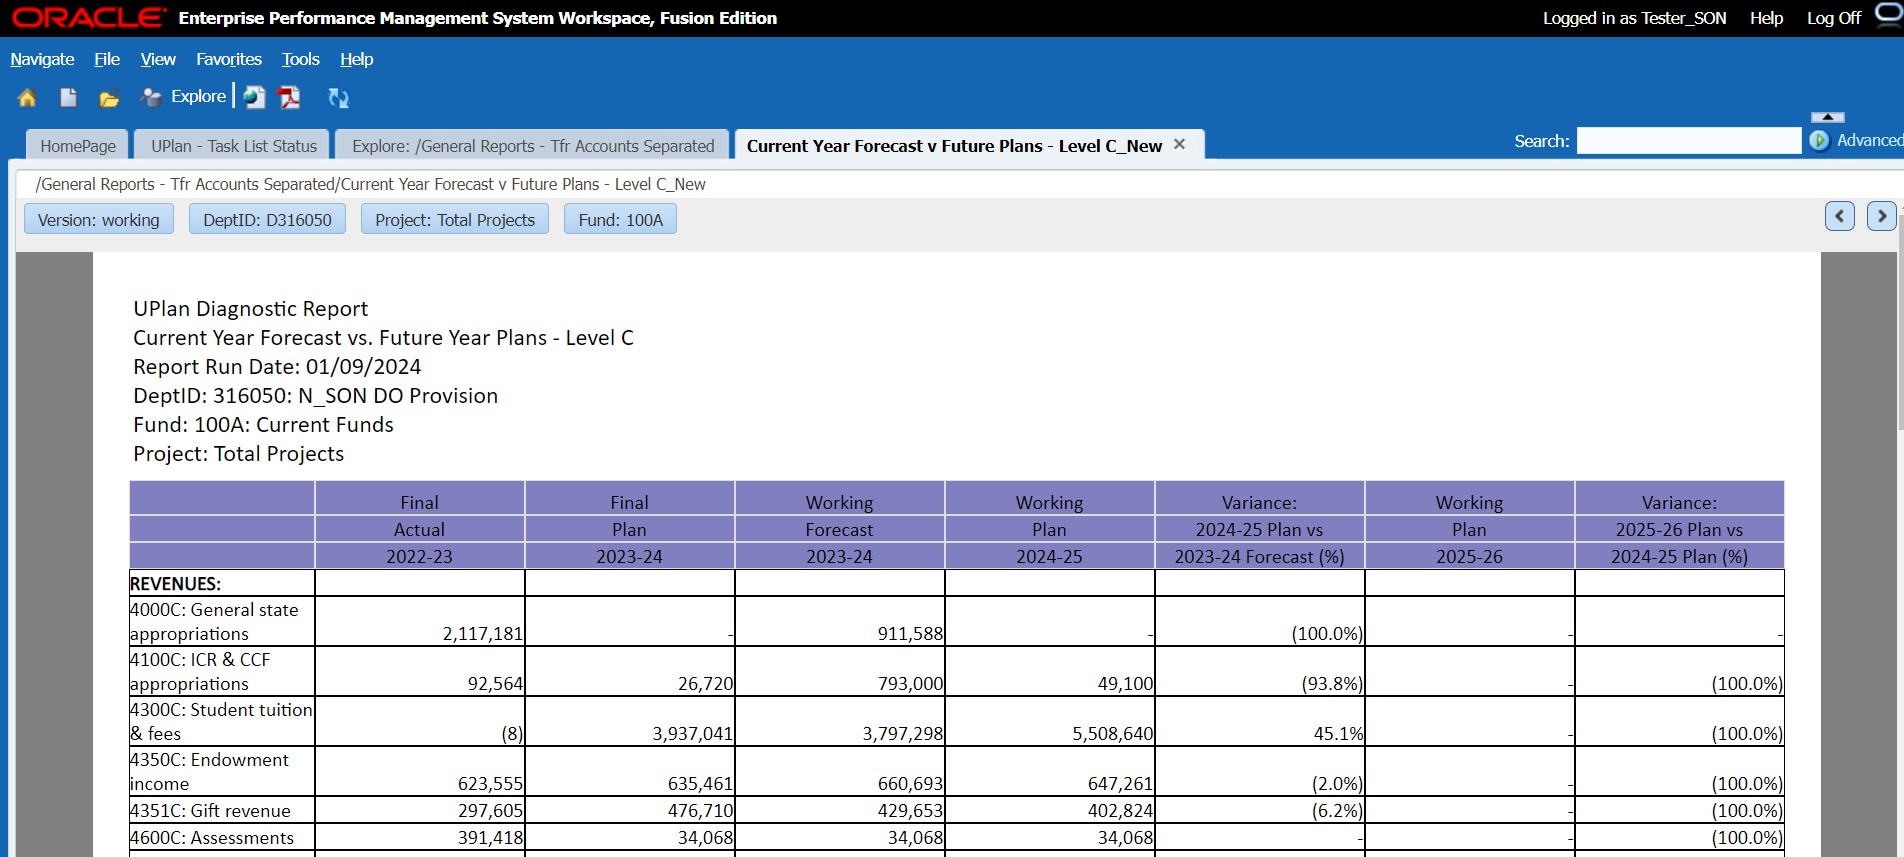 ORACLE Enterprise Performance Management System Workspace, Fusion Edition Logged in as Tester_SON Help Log Off
Navigate File View Favorites Tools Help
Explore
HomePage UPlan - Task List Status Explore: /General Reports - Tfr Accounts Separated Current Year Forecast v Future Plans - Level C_New Search: Advanced
/General Reports - Tfr Accounts Separated/Current Year Forecast v Future Plans - Level C_New
Version: working DeptID: D316050 Project: Total Projects Fund: 100A
UPlan Diagnostic Report
Current Year Forecast vs. Future Year Plans - Level C
Report Run Date: 01/09/2024
DeptID: 316050: N_SON DO Provision
Fund: 100A: Current Funds
Project: Total Projects
Final Final Working Working Variance: Working Variance:
Actual Plan Forecast Plan 2024-25 Plan vs Plan 2025-26 Plan vs
2022-23 2023-24 2023-24 2024-25 2023-24 Forecast (%) 2025-26 2024-25 Plan (%)
REVENUES:
4000C: General state
appropriations 2,117,181 - 911,588 - (100.0%) - -
4100C: ICR & CCF
appropriations 92,564 26,720 793,000 49,100 (93.8%) - (100.0%)
4300C: Student tuition
& fees (8) 3,937,041 3,797,298 5,508,640 45.1% - (100.0%)
4350C: Endowment
income 623,555 635,461 660,693 647,261 (2.0%) - (100.0%)
4351C: Gift revenue 297,605 476,710 429,653 402,824 (6.2%) - (100.0%)
4600C: Assessments 391,418 34,068 34,068 34,068 - - (100.0%)